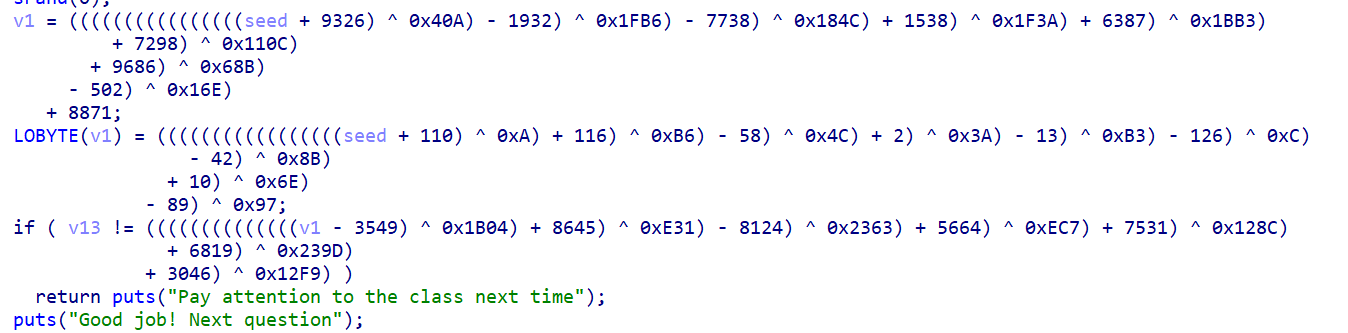 srand(0);
v1 = ((((((((((((((((seed + 9326) ^ 0x40A) - 1932) ^ 0x1FB6) - 7738) ^ 0x184C) + 1538) ^ 0x1F3A) + 6387) ^ 0x1BB3)
+ 7298) ^ 0x110C)
+ 9686) ^ 0x68B)
- 502) ^ 0x16E)
+ 8871;
LOBYTE(v1) = (((((((((((((((((seed + 110) ^ 0xA) + 116) ^ 0xB6) - 58) ^ 0x4C) + 2) ^ 0x3A) - 13) ^ 0xB3) - 126) ^ 0xC)
- 42) ^ 0x8B)
+ 10) ^ 0x6E)
- 89) ^ 0x97;
if ( v13 != ((((((((((((((v1 - 3549) ^ 0x1B04) + 8645) ^ 0xE31) - 8124) ^ 0x2363) + 5664) ^ 0xEC7) + 7531) ^ 0x128C)
+ 6819) ^ 0x239D)
+ 3046) ^ 0x12F9) )
return puts("Pay attention to the class next time");
puts("Good job! Next question");